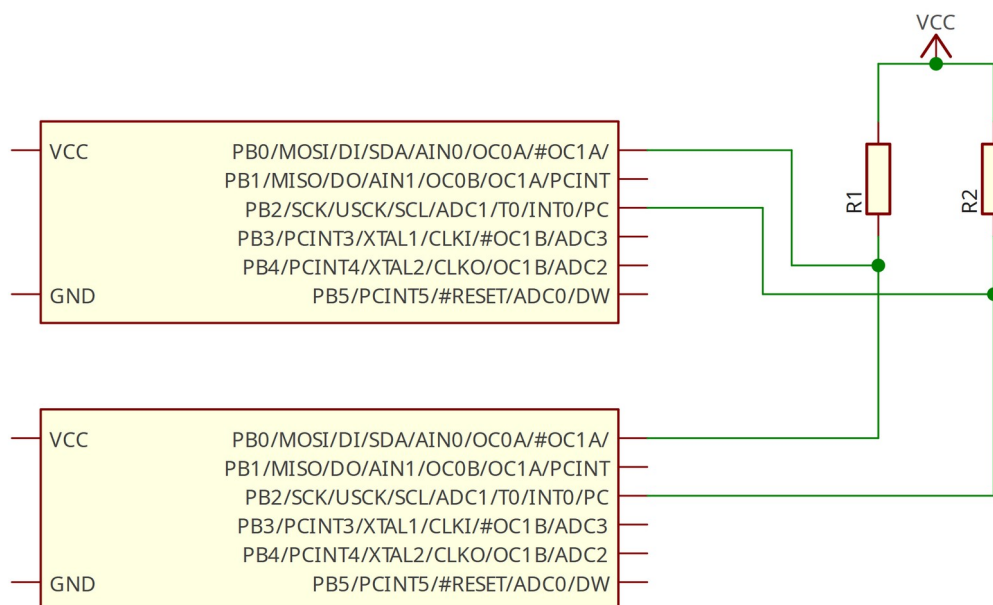 VCC
VCC
PB0/MOSI/DI/SDA/AIN0/OC0A/#OC1A/
PB1/MISO/DO/AIN1/OC0B/OC1A/PCINT
PB2/SCK/USCK/SCL/ADC1/T0/INT0/PC
PB3/PCINT3/XTAL1/CLKI/#OC1B/ADC3
PB4/PCINT4/XTAL2/CLKO/OC1B/ADC2
GND
PB5/PCINT5/#RESET/ADC0/DW
R1
R2
VCC
PB0/MOSI/DI/SDA/AIN0/OC0A/#OC1A/
PB1/MISO/DO/AIN1/OC0B/OC1A/PCINT
PB2/SCK/USCK/SCL/ADC1/T0/INT0/PC
PB3/PCINT3/XTAL1/CLKI/#OC1B/ADC3
PB4/PCINT4/XTAL2/CLKO/OC1B/ADC2
GND
PB5/PCINT5/#RESET/ADC0/DW